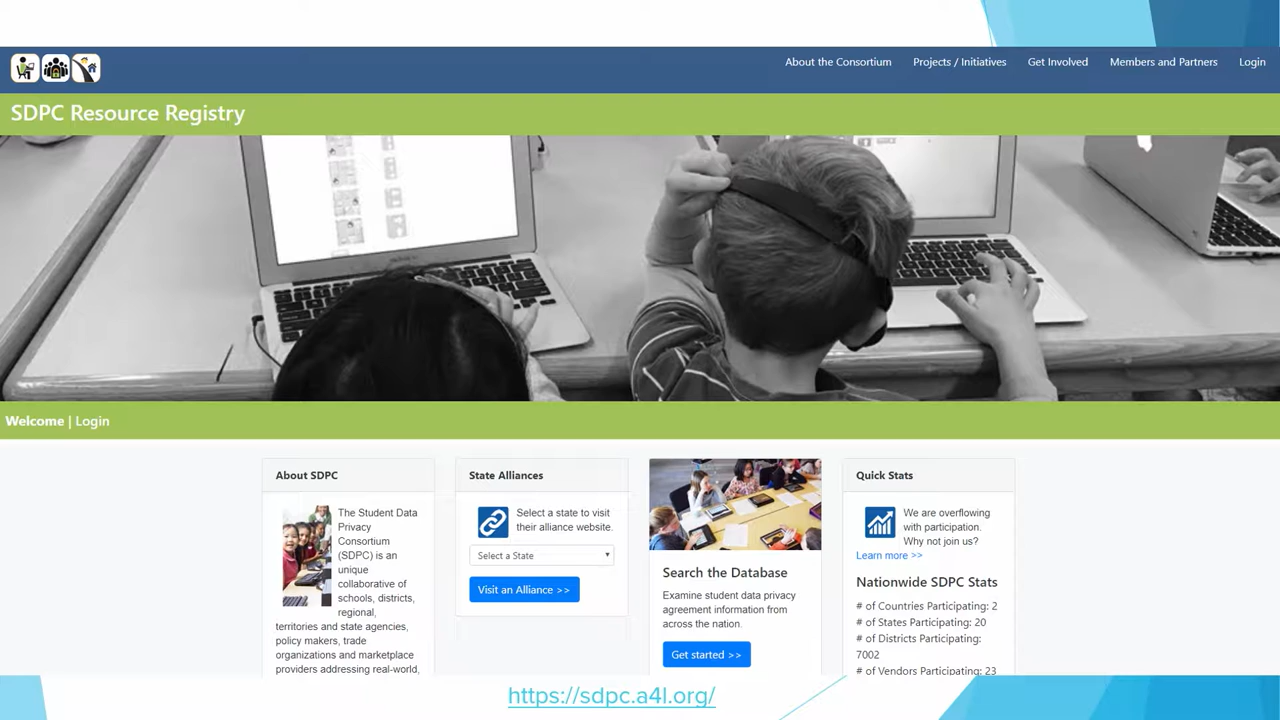 About the Consortium Projects / Initiatives Get Involved Members and Partners Login
SDPC Resource Registry
Welcome | Login
About SDPC
The Student Data
Privacy
Consortium
(SDPC) is an
unique
collaborative of
schools, districts,
regional,
territories and state agencies,
policy makers, trade
organizations and marketplace
providers addressing real-world,
State Alliances
Select a state to visit
their alliance website.
Select a State
Visit an Alliance >>
Search the Database
Examine student data privacy
agreement information from
across the nation.
Get started >>
Quick Stats
We are overflowing
with participation.
Why not join us?
Learn more >>
Nationwide SDPC Stats
# of Countries Participating: 2
# of States Participating: 20
# of Districts Participating:
7002
# of Vendors Participating: 23
https://sdpc.a4l.org/